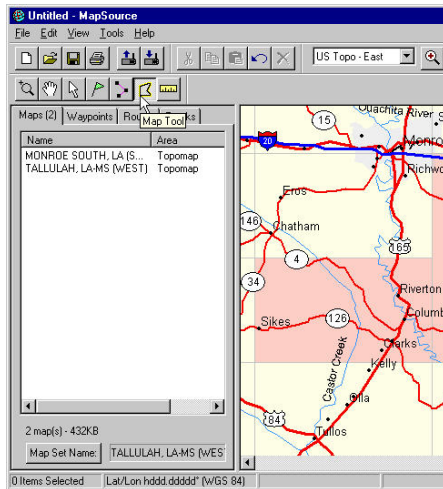 Untitled - MapSource
File Edit View Tools Help
US Topo - East
Map Tool
Maps (2) Waypoints
Name Area
MONROE SOUTH, LA (S... Topomap
TALLULAH, LA-MS (WEST) Topomap
2 map(s) - 432KB
Map Set Name: TALLULAH, LA-MS (WES
0 Items Selected Lat/Lon hddd.ddddd° (WGS 84)
Ouachita River
15
20
Monro
Richwo
Eros
146
Chatham
165
4
34
Riverton
126
Columb
Sikes
Clarks
Kelly
Castor Creek
Olla
84
Tullos